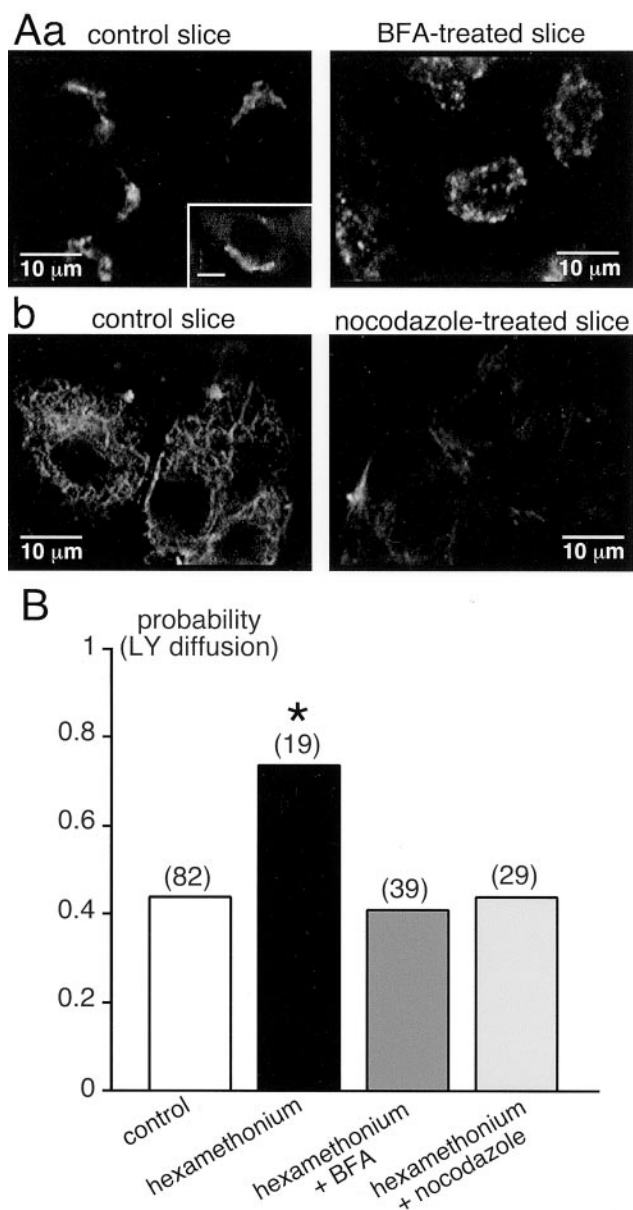 Aa
control slice
BFA-treated slice
10 μm
10 μm
b
control slice
nocodazole-treated slice
10 μm
10 μm
B
probability
(LY diffusion)
1
0.8
0.6
0.4
0.2
0
(82)
*
(19)
(39)
(29)
control
hexamethonium
hexamethonium
+ BFA
hexamethonium
+ nocodazole